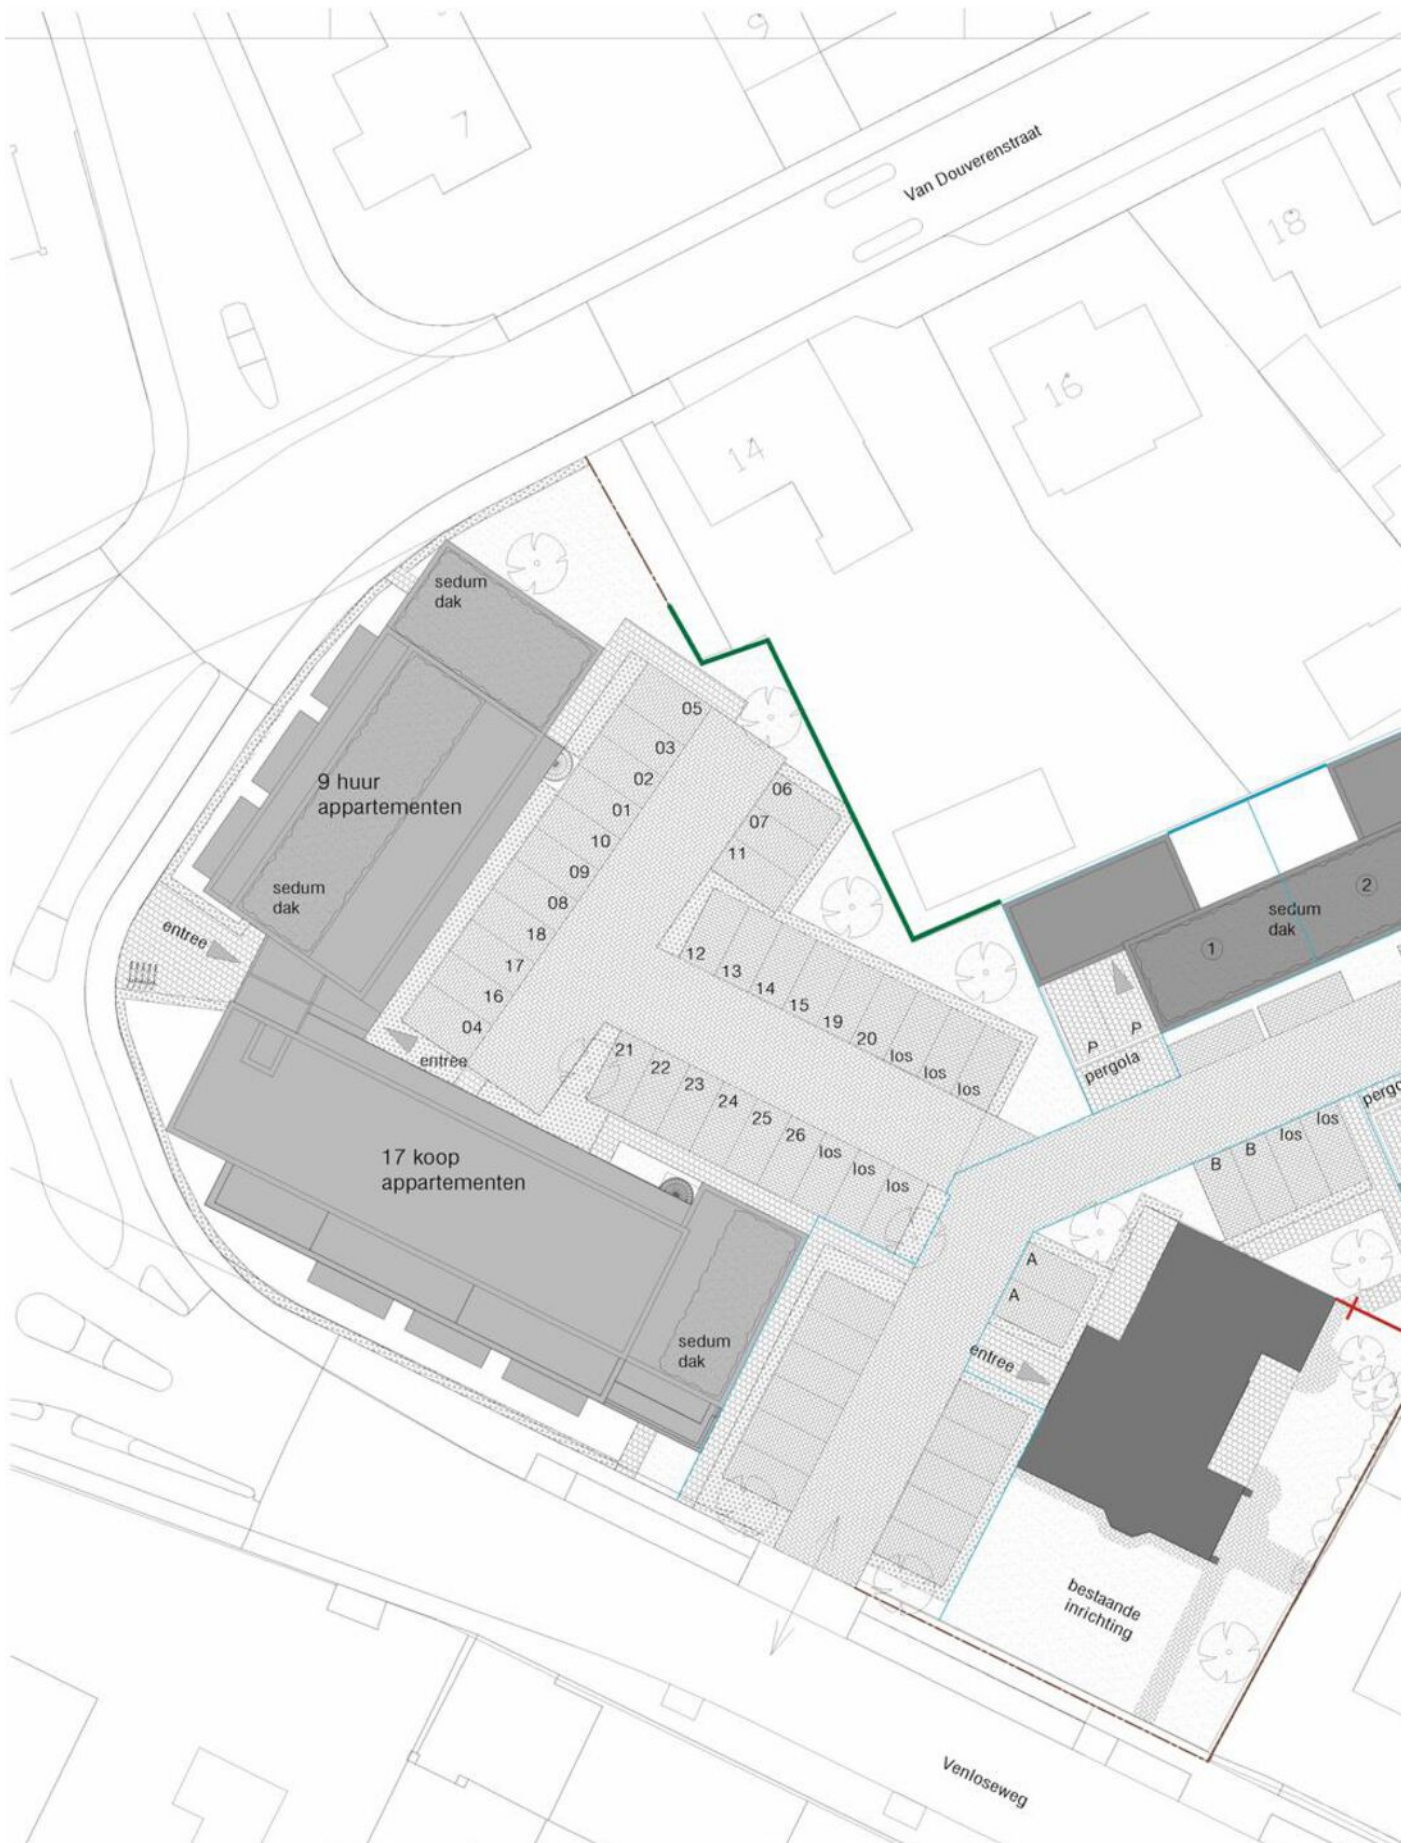 9
7
Van Douverenstraat
18
16
14
sedum
dak
9 huur
appartementen
sedum
dak
entree
05
03
02
01
10
09
08
18
17
16
04
entree
06
07
11
12
13
14
15
19
20
los
los
los
21
22
23
24
25
26
los
los
los
2
sedum
dak
1
P
P
pergola
17 koop
appartementen
sedum
dak
B
B
los
los
A
A
entree
bestaande
inrichting
Venloseweg